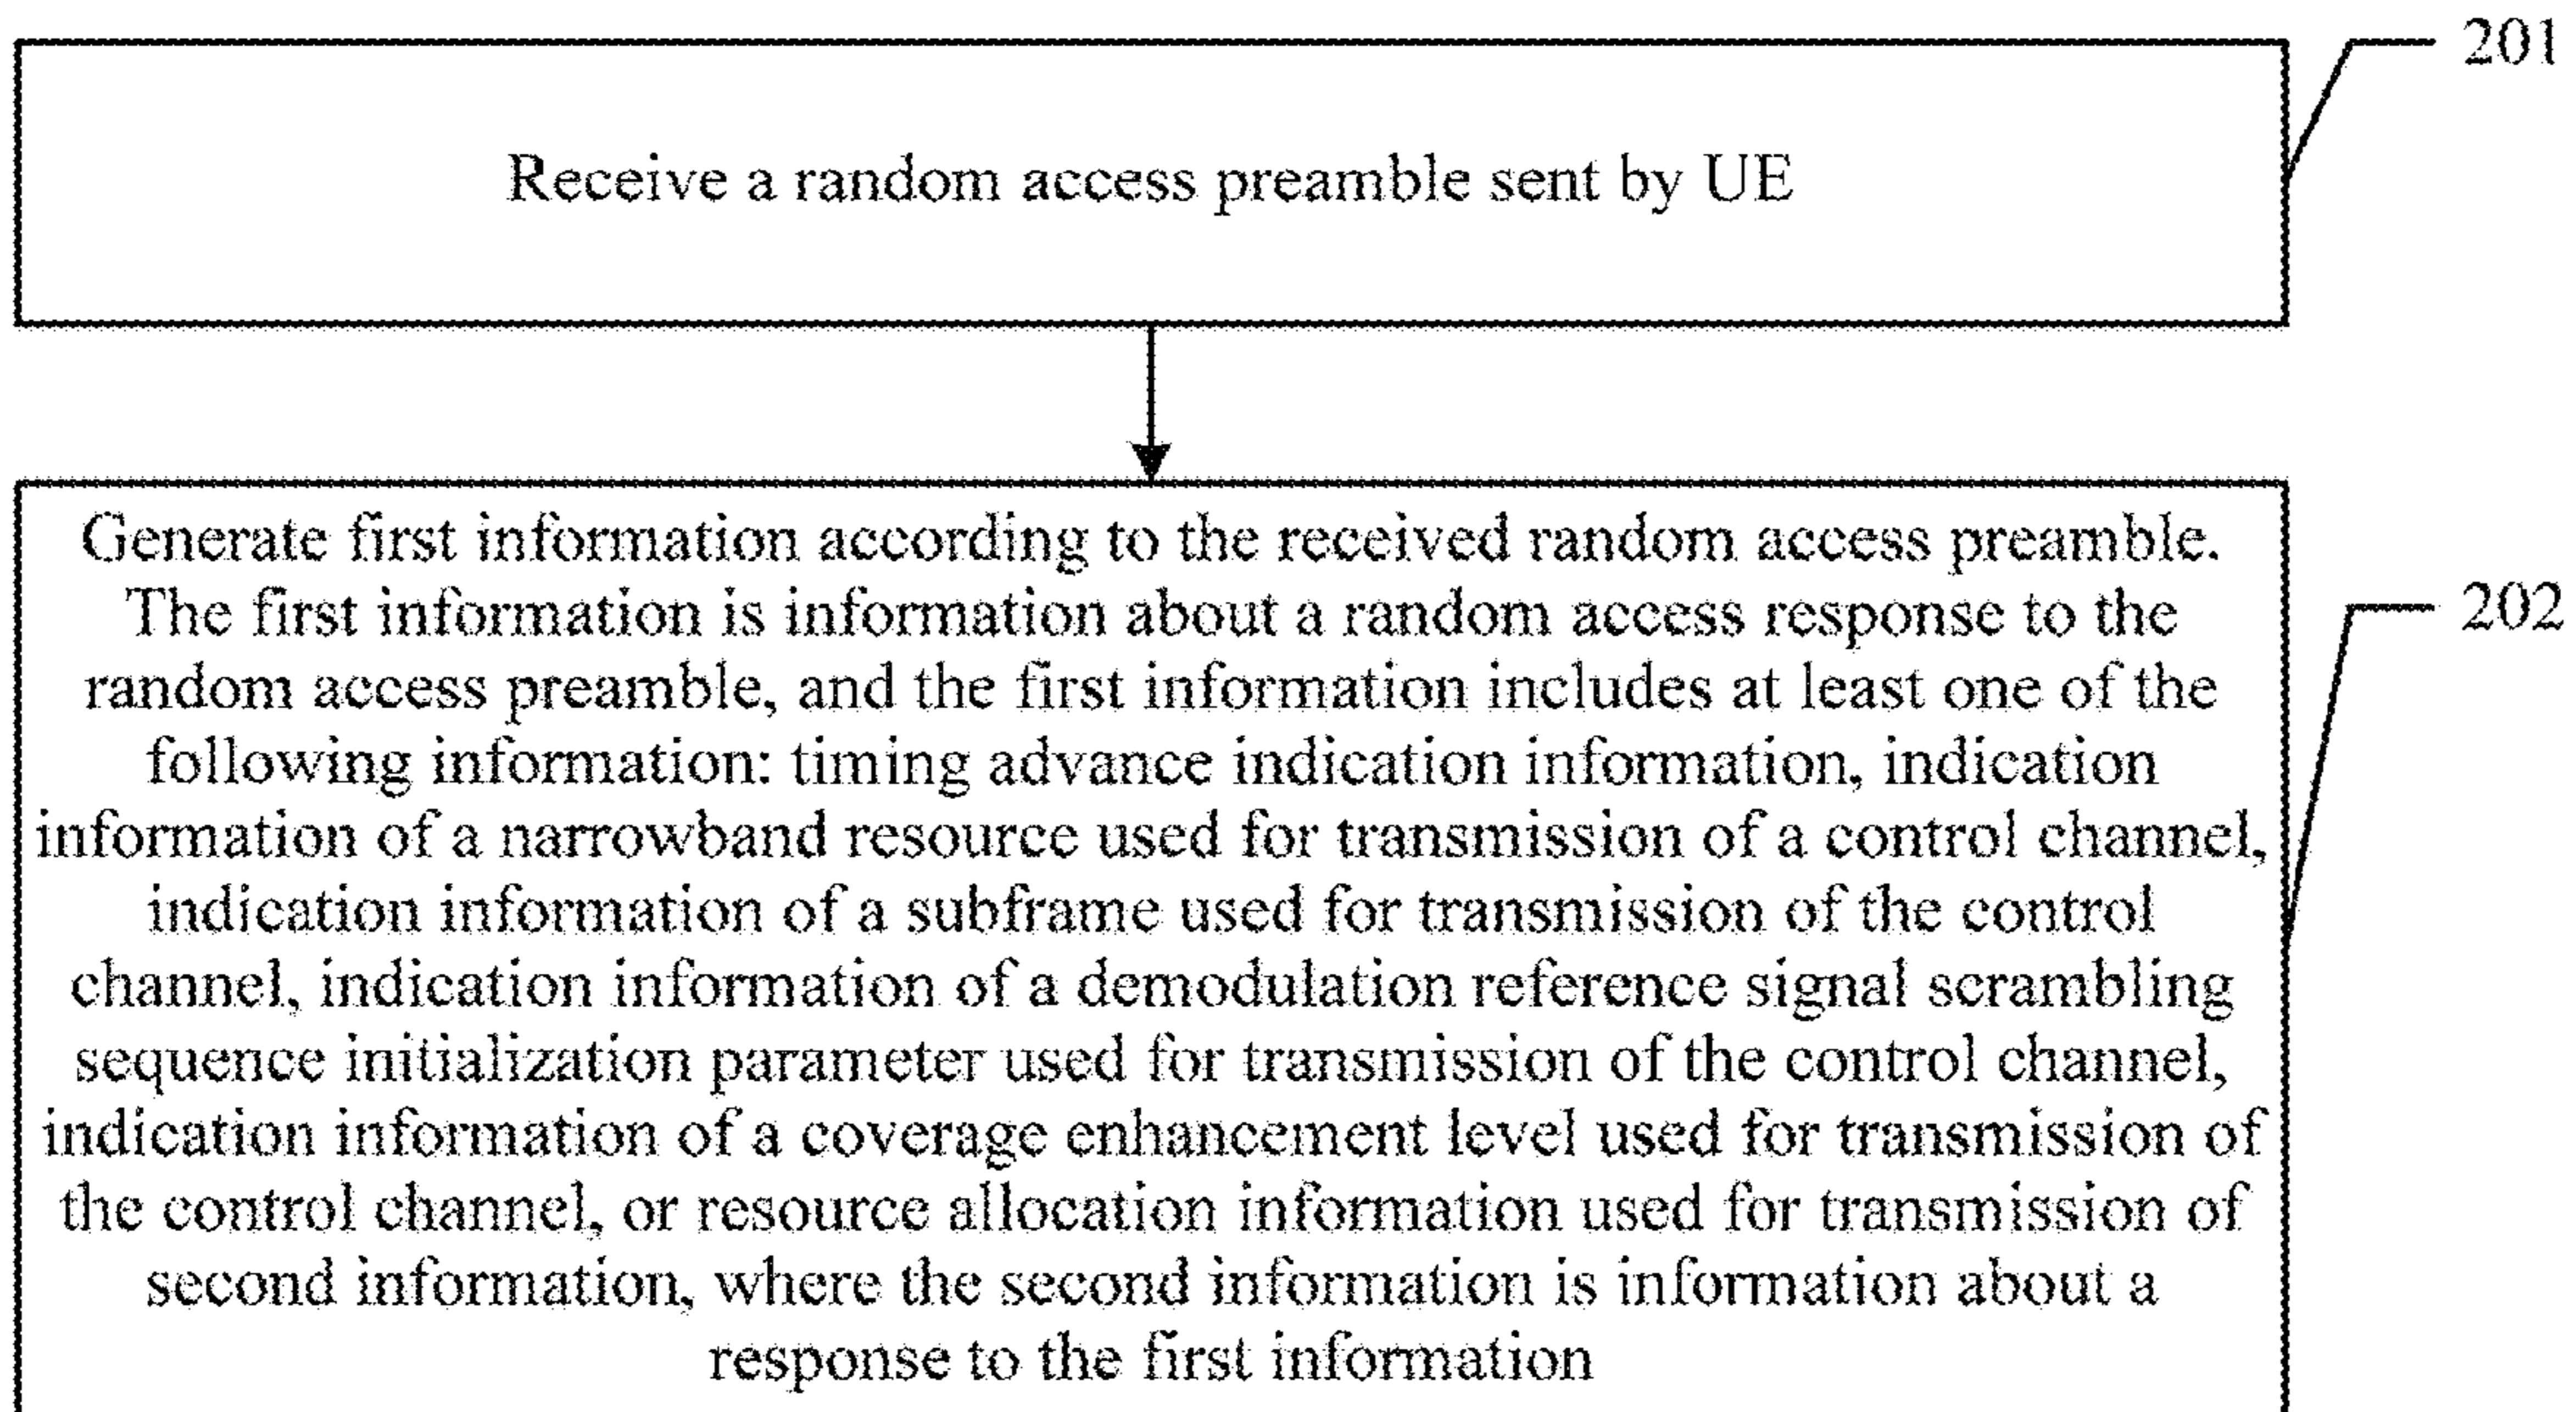 201
Receive a random access preamble sent by UE
Generate first information according to the received random access preamble.
The first information is information about a random access response to the
202
random access preamble, and the first information includes at least one of the
following information: timing advance indication information, indication
information of a narrowband resource used for transmission of a control channel,
indication information of a subframe used for transmission of the control
channel, indication information of a demodulation reference signal scrambling
sequence initialization parameter used for transmission of the control channel,
indication information of a coverage enhancement level used for transmission of
the control channel, or resource allocation information used for transmission of
second information, where the second information is information about a
response to the first information